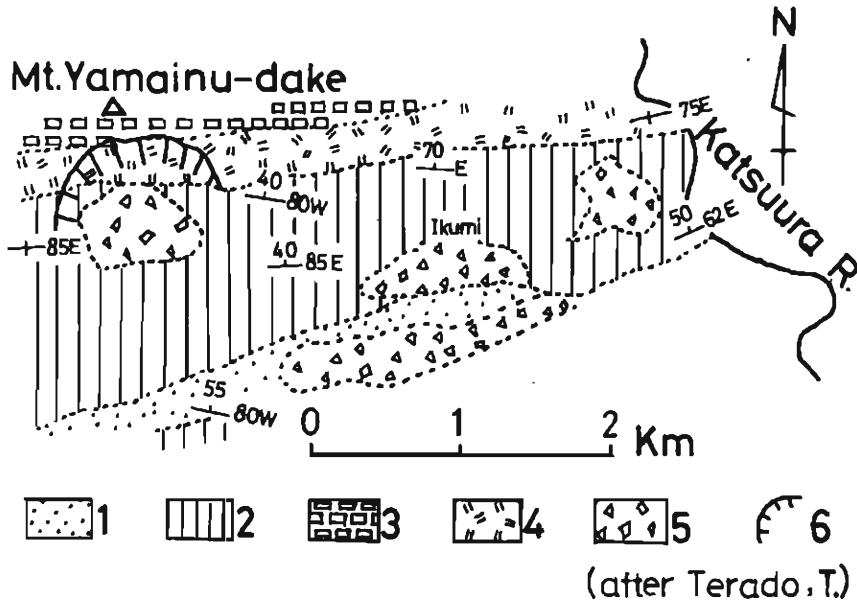 N
Mt.Yamainu-dake
75E
70
E
Katsuura R.
40
80W
Ikumi
50
62E
85E
40
85E
55
80W
0 1 2 Km
1 2 3 4 5 6
(after Terado, T.)